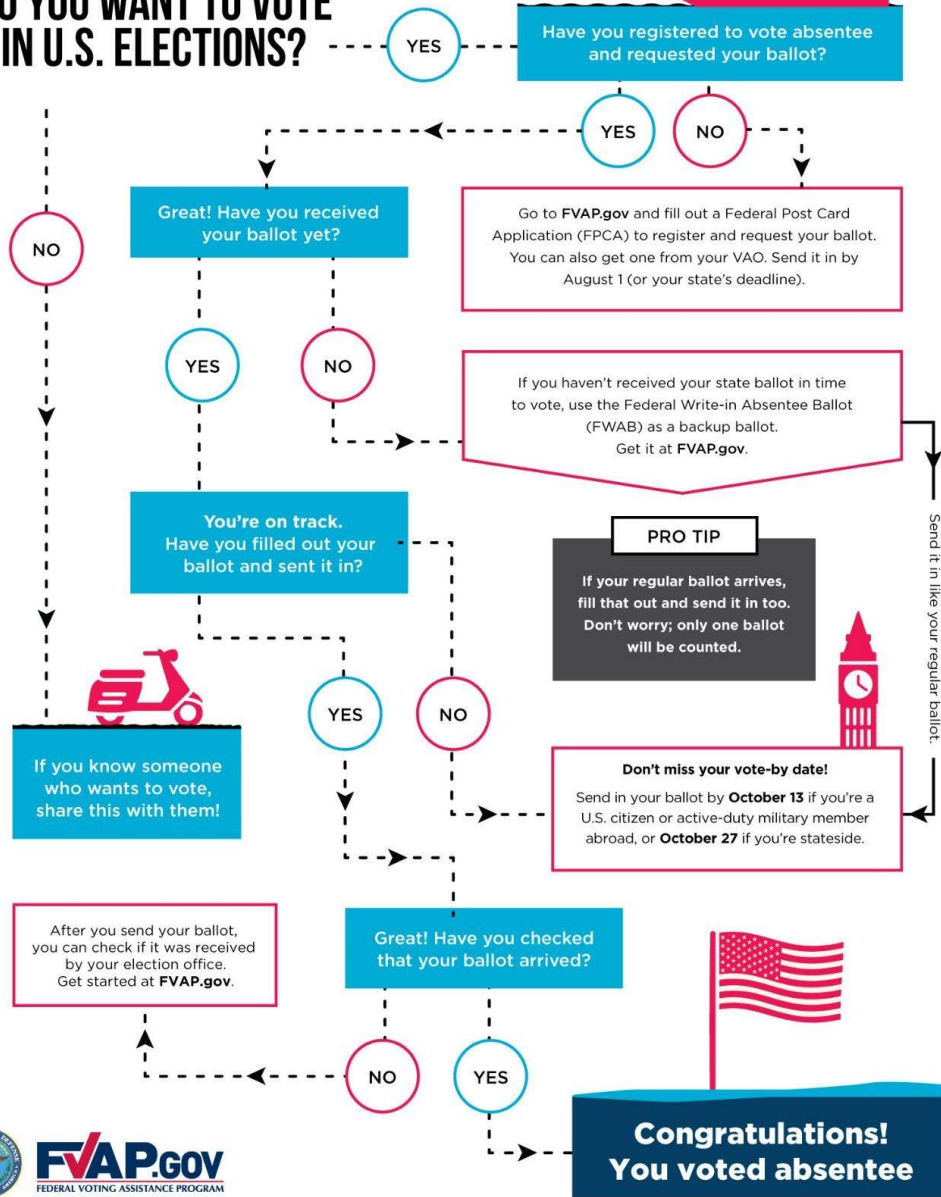 O YOU WANT TO VOTE
IN U.S. ELECTIONS?
YES
Have you registered to vote absentee
and requested your ballot?
YES
NO
NO
Great! Have you received
your ballot yet?
Go to FVAP.gov and fill out a Federal Post Card
Application (FPCA) to register and request your ballot.
You can also get one from your VAO. Send it in by
August 1 (or your state's deadline).
YES
NO
If you haven't received your state ballot in time
to vote, use the Federal Write-in Absentee Ballot
(FWAB) as a backup ballot.
Get it at FVAP.gov.
Send it in like your regular ballot.
You're on track.
Have you filled out your
ballot and sent it in?
PRO TIP
If your regular ballot arrives,
fill that out and send it in too.
Don't worry; only one ballot
will be counted.
YES
NO
If you know someone
who wants to vote,
share this with them!
Don't miss your vote-by date!
Send in your ballot by October 13 if you're a
U.S. citizen or active-duty military member
abroad, or October 27 if you're stateside.
After you send your ballot,
you can check if it was received
by your election office.
Get started at FVAP.gov.
Great! Have you checked
that your ballot arrived?
NO
YES
Congratulations!
You voted absentee
FVAP.GOV
FEDERAL VOTING ASSISTANCE PROGRAM